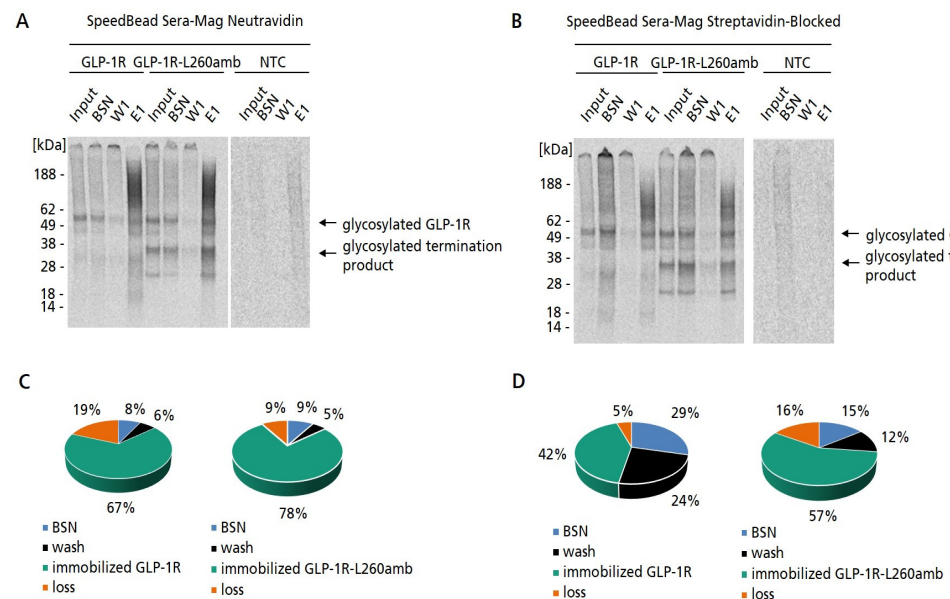 A
SpeedBead Sera-Mag Neutravidin
GLP-1R GLP-1R-L260amb NTC
Input BSN W1 E1 Input BSN W1 E1 Input BSN W1 E1
[kDa]
188 -
62 -
49 -
38 -
28 -
18 -
14 -
glycosylated GLP-1R
glycosylated termination
product
B
SpeedBead Sera-Mag Streptavidin-Blocked
GLP-1R GLP-1R-L260amb NTC
Input BSN W1 E1 Input BSN W1 E1 Input BSN W1 E1
[kDa]
188 -
62 -
49 -
38 -
28 -
18 -
14 -
glycosylated
glycosylated
product
C
19% 8% 6%
67%
BSN
wash
immobilized GLP-1R
loss
9% 9% 5%
78%
BSN
wash
immobilized GLP-1R-L260amb
loss
D
5% 29%
42%
24%
BSN
wash
immobilized GLP-1R
loss
16% 15%
12%
57%
BSN
wash
immobilized GLP-1R-L260amb
loss